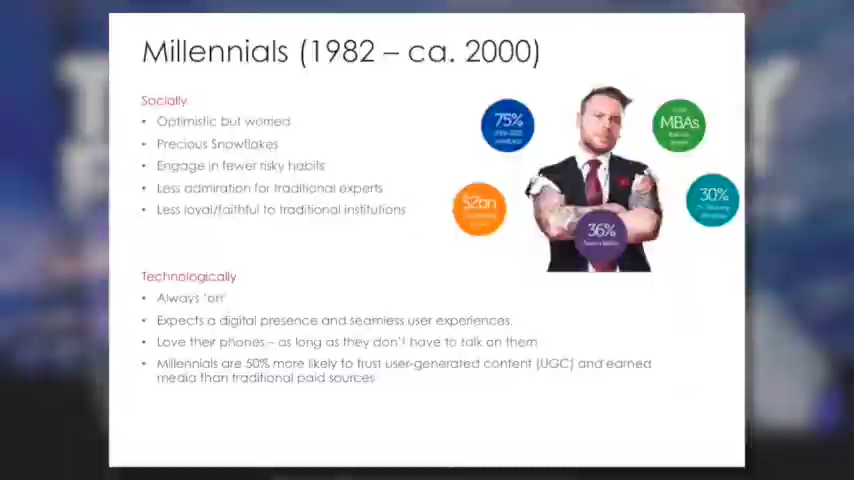 Millennials (1982 – ca. 2000)
Socially
• Optimistic but worried
• Precious Snowflakes
• Engage in fewer risky habits
• Less admiration for traditional experts
• Less loyal/faithful to traditional institutions
75%
MBAs
$2bn
30%
36%
Technologically
• Always 'on'
• Expects a digital presence and seamless user experiences.
• Love their phones – as long as they don't have to talk on them
• Millennials are 50% more likely to trust user-generated content (UGC) and earned
media than traditional paid sources